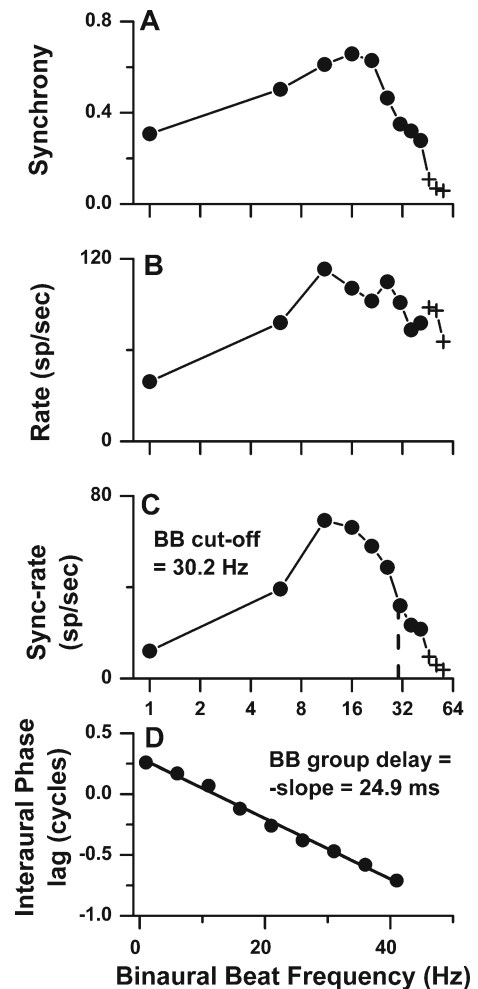 A
0.8
0.4
0.0
Synchrony
B
120
0
Rate (sp/sec)
C
80
0
Sync-rate
(sp/sec)
BB cut-off
= 30.2 Hz
1 2 4 8 16 32 64
D
0.5
0.0
-0.5
-1.0
Interaural Phase
lag (cycles)
BB group delay =
-slope = 24.9 ms
0 20 40
Binaural Beat Frequency (Hz)